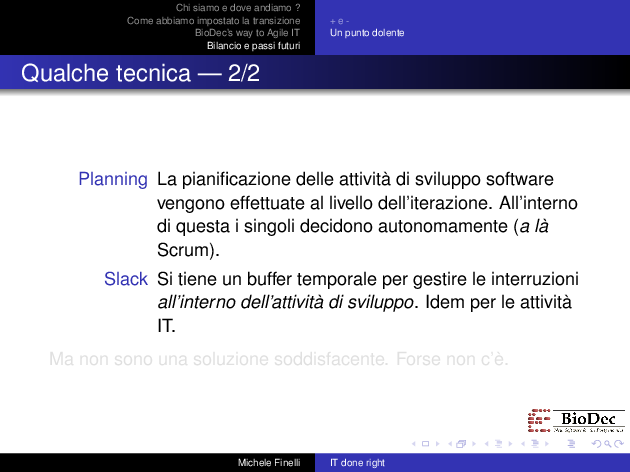 Chi siamo e dove andiamo ?
Come abbiamo impostato la transizione
BioDec's way to Agile IT
Bilancio e passi futuri
+ e -
Un punto dolente
Qualche tecnica — 2/2
Planning La pianificazione delle attività di sviluppo software
vengono effettuate al livello dell'iterazione. All'interno
di questa i singoli decidono autonomamente (a là
Scrum).
Slack Si tiene un buffer temporale per gestire le interruzioni
all'interno dell'attività di sviluppo. Idem per le attività
IT.
Ma non sono una soluzione soddisfacente. Forse non c'è.
BioDec
Michele Finelli
IT done right